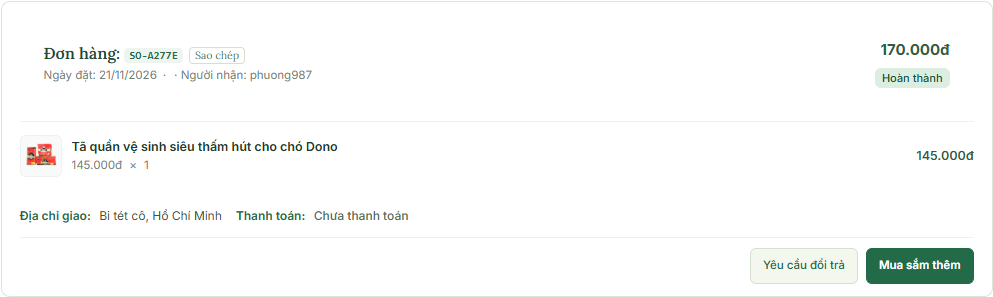 Đơn hàng: SO-A277E Sao chép
170.000đ
Ngày đặt: 21/11/2026 · · Người nhận: phuong987
Hoàn thành
Tã quần vệ sinh siêu thấm hút cho chó Dono
145.000đ × 1
145.000đ
Địa chỉ giao: Bi tét cô, Hồ Chí Minh Thanh toán: Chưa thanh toán
Yêu cầu đổi trả
Mua sắm thêm